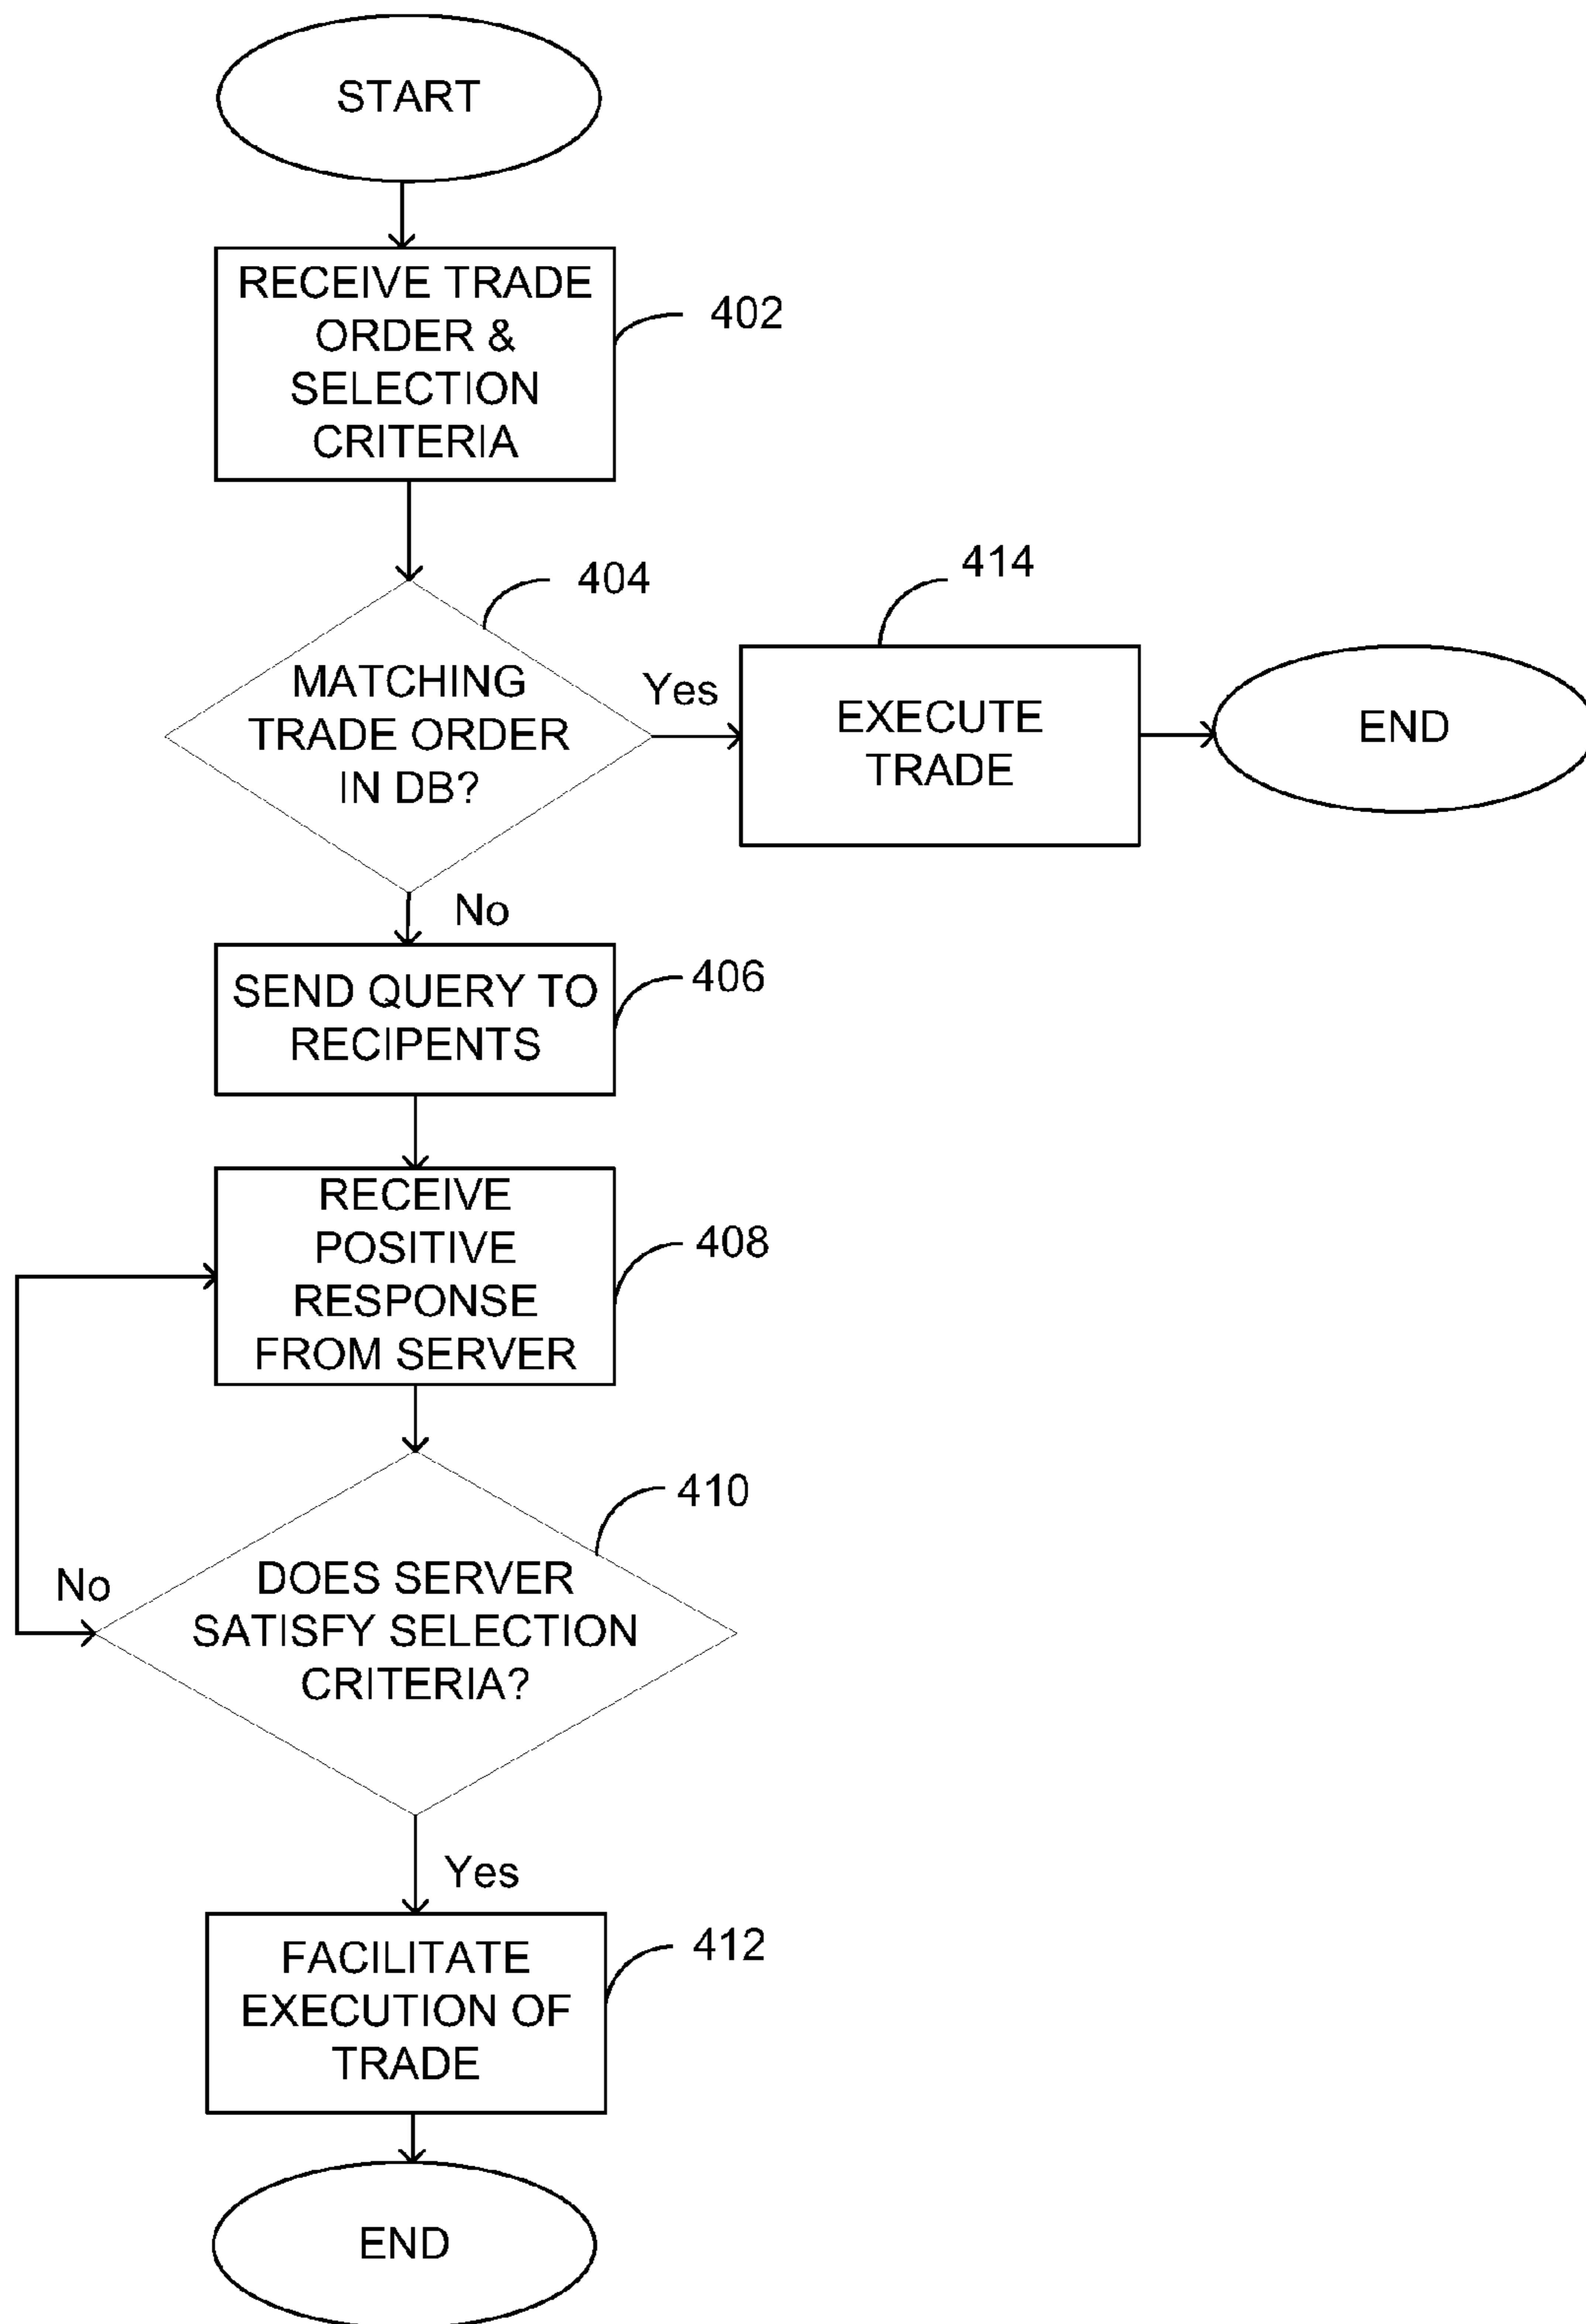 START
RECEIVE TRADE
ORDER &
SELECTION
CRITERIA
402
404
MATCHING
TRADE ORDER
IN DB?
Yes
414
EXECUTE
TRADE
END
No
SEND QUERY TO
RECIPENTS
406
RECEIVE
POSITIVE
RESPONSE
FROM SERVER
408
410
DOES SERVER
SATISFY SELECTION
CRITERIA?
No
Yes
FACILITATE
EXECUTION OF
TRADE
412
END